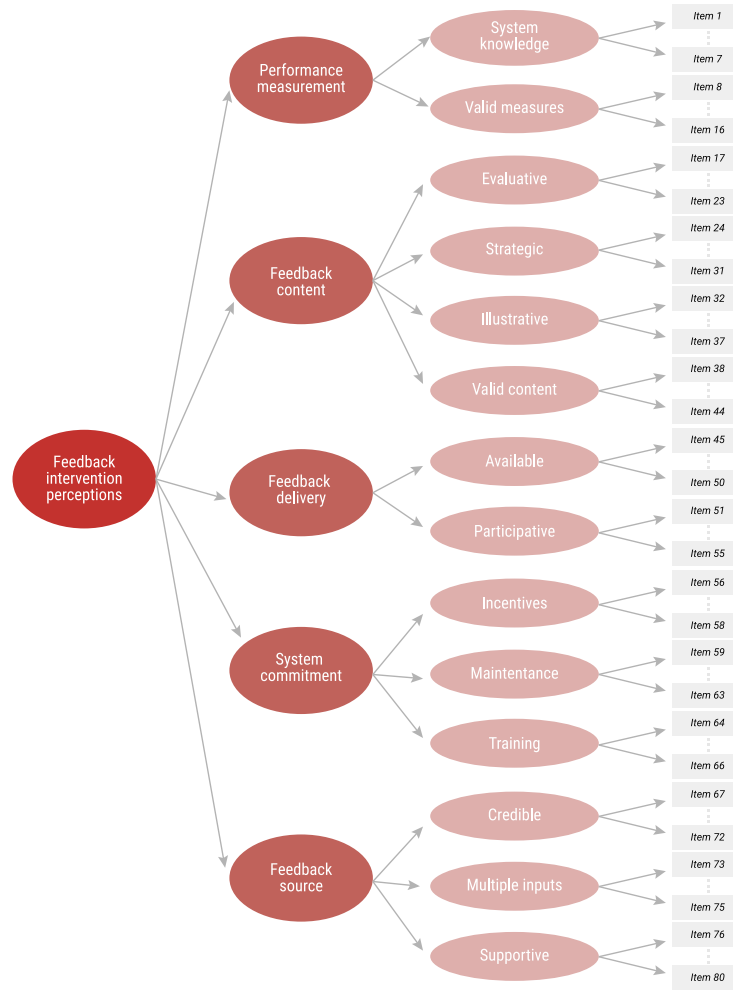 Feedback
intervention
perceptions
Performance
measurement
System
knowledge
Item 1
Item 7
Valid measures
Item 8
Item 16
Feedback
content
Evaluative
Item 17
Item 23
Strategic
Item 24
Item 31
Illustrative
Item 32
Item 37
Valid content
Item 38
Item 44
Feedback
delivery
Available
Item 45
Item 50
Participative
Item 51
Item 55
System
commitment
Incentives
Item 56
Item 58
Maintentance
Item 59
Item 63
Training
Item 64
Item 66
Feedback
source
Credible
Item 67
Item 72
Multiple inputs
Item 73
Item 75
Supportive
Item 76
Item 80